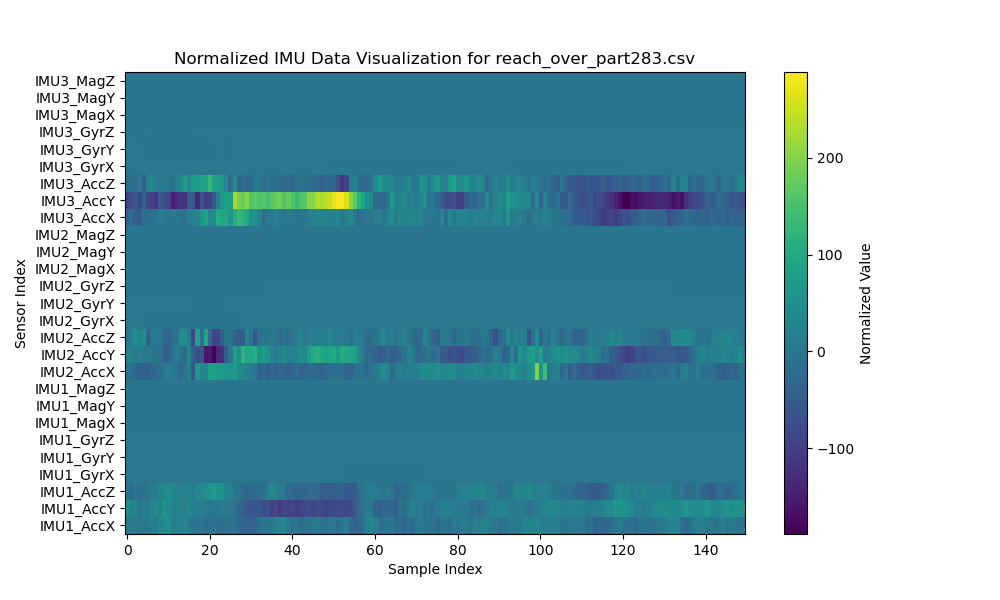 Normalized IMU Data Visualization for reach_over_part283.csv
IMU3_MagZ
IMU3_MagY
IMU3_MagX
IMU3_GyrZ
IMU3_GyrY
IMU3_GyrX
IMU3_AccZ
IMU3_AccY
IMU3_AccX
IMU2_MagZ
IMU2_MagY
IMU2_MagX
IMU2_GyrZ
IMU2_GyrY
IMU2_GyrX
IMU2_AccZ
IMU2_AccY
IMU2_AccX
IMU1_MagZ
IMU1_MagY
IMU1_MagX
IMU1_GyrZ
IMU1_GyrY
IMU1_GyrX
IMU1_AccZ
IMU1_AccY
IMU1_AccX
Sensor Index
0 20 40 60 80 100 120 140
Sample Index
200
100
0
−100
Normalized Value